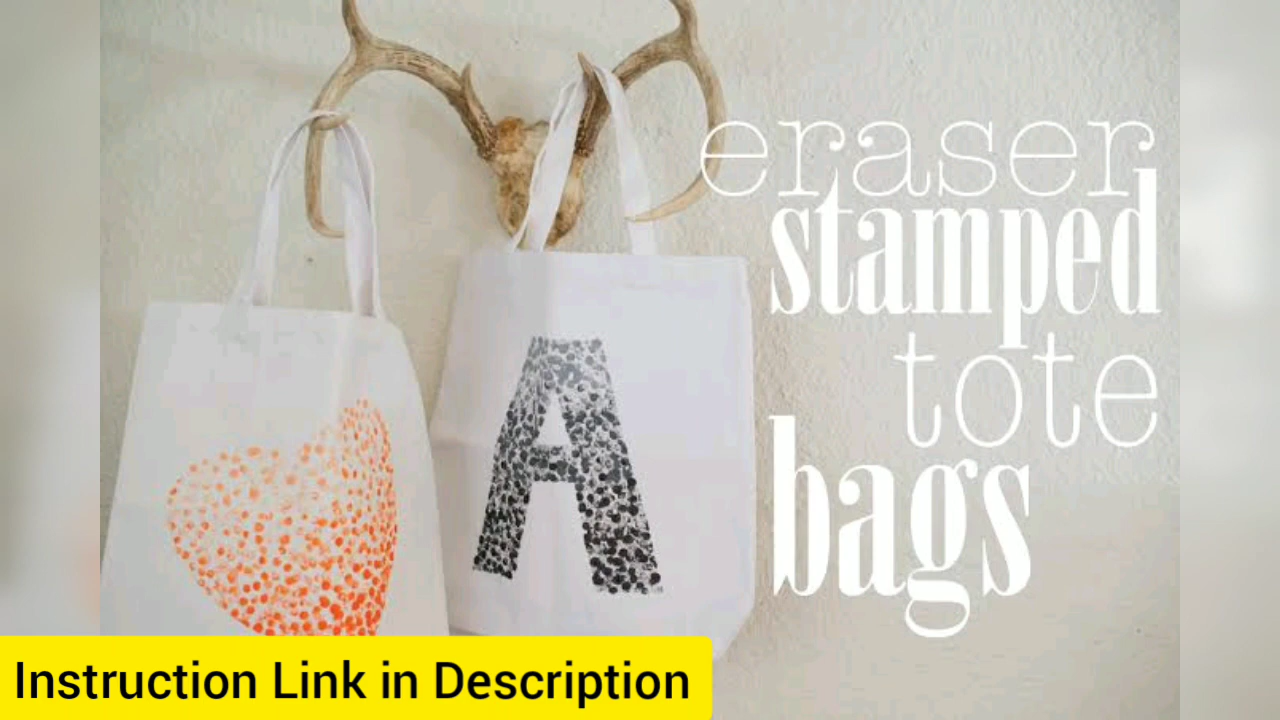 A
eraser
stamped
tote
bags
Instruction Link in Description